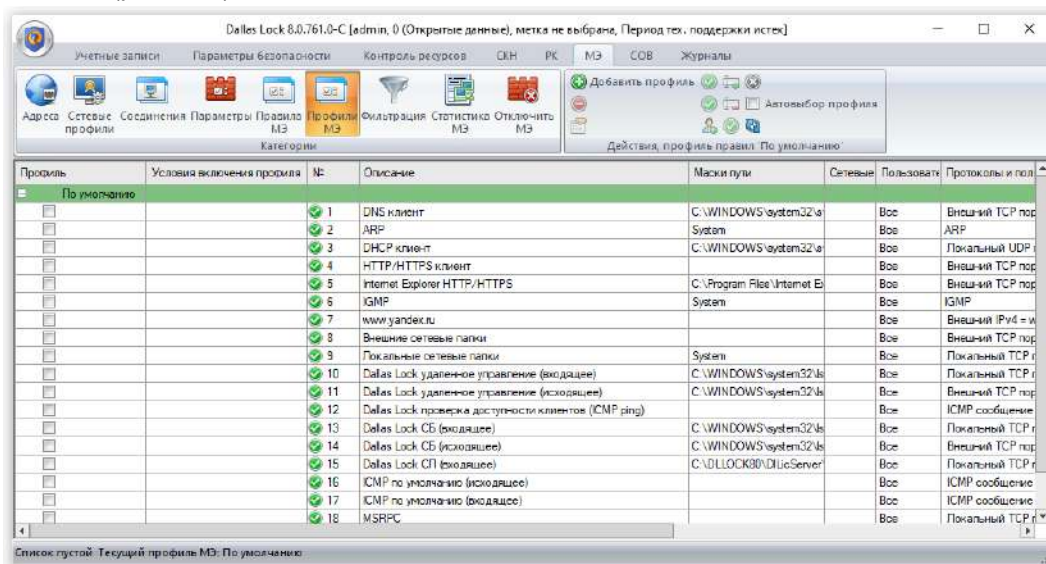 Dallas Lock 8.0.761.0-C [admin, 0 (Открытые данные), метка не выбрана, Период тех. поддержки истек]
Учетные записи Параметры безопасности Контроль ресурсов СКН РК МЭ СОВ Журналы
Адреса Сетевые профили Соединения Параметры Правила МЭ Профили МЭ Фильтрация Статистика МЭ Отключить МЭ
Добавить профиль
Автовыбор профиля
Категории Действия, профиль правил 'По умолчанию'
Профиль Условия включения профиля № Описание Маски пути Сетевые Пользовате Протоколы и пол
По умолчанию
1 DNS клиент C:\WINDOWS\system32\s Все Внешний TCP пор
2 ARP System Все ARP
3 DHCP клиент C:\WINDOWS\system32\s Все Локальный UDP
4 HTTP/HTTPS клиент Все Внешний TCP пор
5 Internet Explorer HTTP/HTTPS C:\Program Files\Internet Ex Все Внешний TCP пор
6 IGMP System Все IGMP
7 www.yandex.ru Все Внешний IPv4 = w
8 Внешние сетевые папки Все Внешний TCP пор
9 Локальные сетевые папки System Все Локальный TCP п
10 Dallas Lock удаленное управление (входящее) C:\WINDOWS\system32\ls Все Локальный TCP п
11 Dallas Lock удаленное управление (исходящее) C:\WINDOWS\system32\ls Все Внешний TCP пор
12 Dallas Lock проверка доступности клиентов (ICMP ping) Все ICMP сообщение
13 Dallas Lock СБ (входящее) C:\WINDOWS\system32\ls Все Локальный TCP п
14 Dallas Lock СБ (исходящее) C:\WINDOWS\system32\ls Все Внешний TCP пор
15 Dallas Lock СЛ (входящее) C:\DLLOCK80\DlLicServer\ Все Локальный TCP п
16 ICMP по умолчанию (исходящее) Все ICMP сообщение
17 ICMP по умолчанию (входящее) Все ICMP сообщение
18 MSRPC Все Локальный TCP п
Список пустой Текущий профиль МЭ: По умолчанию